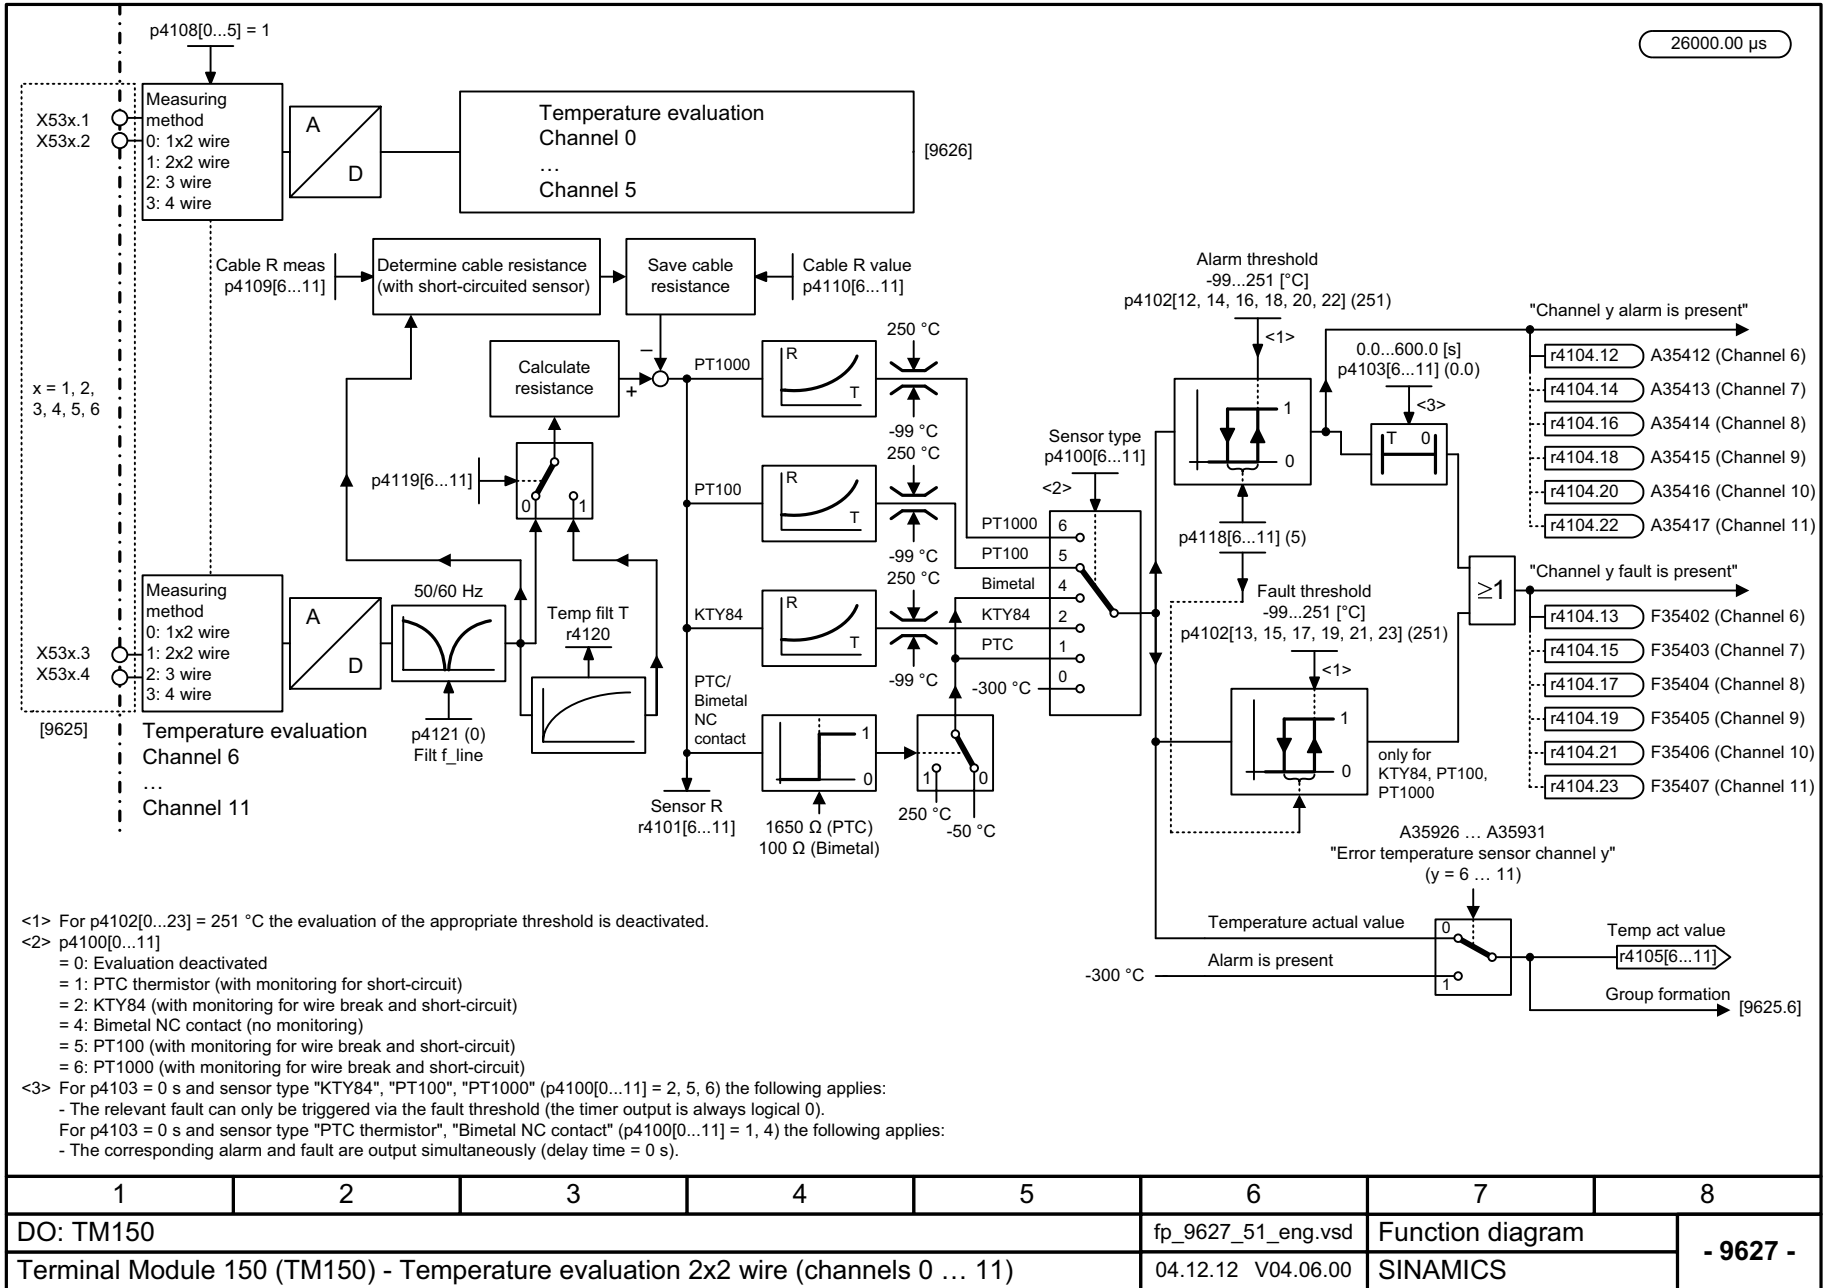 p4108[0...5] = 1
26000.00 µs
X53x.1
X53x.2
Measuring
method
0: 1x2 wire
1: 2x2 wire
2: 3 wire
3: 4 wire
A
D
Temperature evaluation
Channel 0
…
Channel 5
[9626]
Cable R meas
p4109[6...11]
Determine cable resistance
(with short-circuited sensor)
Save cable
resistance
Cable R value
p4110[6...11]
x = 1, 2,
3, 4, 5, 6
Calculate
resistance
–
+
p4119[6...11]
0
1
X53x.3
X53x.4
[9625]
Measuring
method
0: 1x2 wire
1: 2x2 wire
2: 3 wire
3: 4 wire
Temperature evaluation
Channel 6
…
Channel 11
A
D
50/60 Hz
p4121 (0)
Filt f_line
Temp filt T
r4120
PT1000
R
T
250 °C
-99 °C
PT100
R
T
250 °C
-99 °C
KTY84
R
T
250 °C
-99 °C
PTC/
Bimetal
NC
contact
1
0
1650 Ω (PTC)
100 Ω (Bimetal)
Sensor R
r4101[6...11]
1
0
250 °C
-50 °C
Sensor type
p4100[6...11]
<2>
PT1000
6
PT100
5
Bimetal
4
KTY84
2
PTC
1
-300 °C
0
Alarm threshold
-99...251 [°C]
p4102[12, 14, 16, 18, 20, 22] (251)
<1>
1
0
p4118[6...11] (5)
0.0...600.0 [s]
p4103[6...11] (0.0)
<3>
T
0
Fault threshold
-99...251 [°C]
p4102[13, 15, 17, 19, 21, 23] (251)
<1>
1
0
only for
KTY84, PT100,
PT1000
≥1
"Channel y alarm is present"
r4104.12 A35412 (Channel 6)
r4104.14 A35413 (Channel 7)
r4104.16 A35414 (Channel 8)
r4104.18 A35415 (Channel 9)
r4104.20 A35416 (Channel 10)
r4104.22 A35417 (Channel 11)
"Channel y fault is present"
r4104.13 F35402 (Channel 6)
r4104.15 F35403 (Channel 7)
r4104.17 F35404 (Channel 8)
r4104.19 F35405 (Channel 9)
r4104.21 F35406 (Channel 10)
r4104.23 F35407 (Channel 11)
A35926 … A35931
"Error temperature sensor channel y"
(y = 6 … 11)
Temperature actual value
0
Alarm is present
-300 °C
1
Temp act value
r4105[6...11]
Group formation
[9625.6]
<1> For p4102[0...23] = 251 °C the evaluation of the appropriate threshold is deactivated.
<2> p4100[0...11]
= 0: Evaluation deactivated
= 1: PTC thermistor (with monitoring for short-circuit)
= 2: KTY84 (with monitoring for wire break and short-circuit)
= 4: Bimetal NC contact (no monitoring)
= 5: PT100 (with monitoring for wire break and short-circuit)
= 6: PT1000 (with monitoring for wire break and short-circuit)
<3> For p4103 = 0 s and sensor type "KTY84", "PT100", "PT1000" (p4100[0...11] = 2, 5, 6) the following applies:
- The relevant fault can only be triggered via the fault threshold (the timer output is always logical 0).
For p4103 = 0 s and sensor type "PTC thermistor", "Bimetal NC contact" (p4100[0...11] = 1, 4) the following applies:
- The corresponding alarm and fault are output simultaneously (delay time = 0 s).
1 2 3 4 5 6 7 8
DO: TM150
fp_9627_51_eng.vsd
Function diagram
- 9627 -
Terminal Module 150 (TM150) - Temperature evaluation 2x2 wire (channels 0 … 11)
04.12.12 V04.06.00
SINAMICS